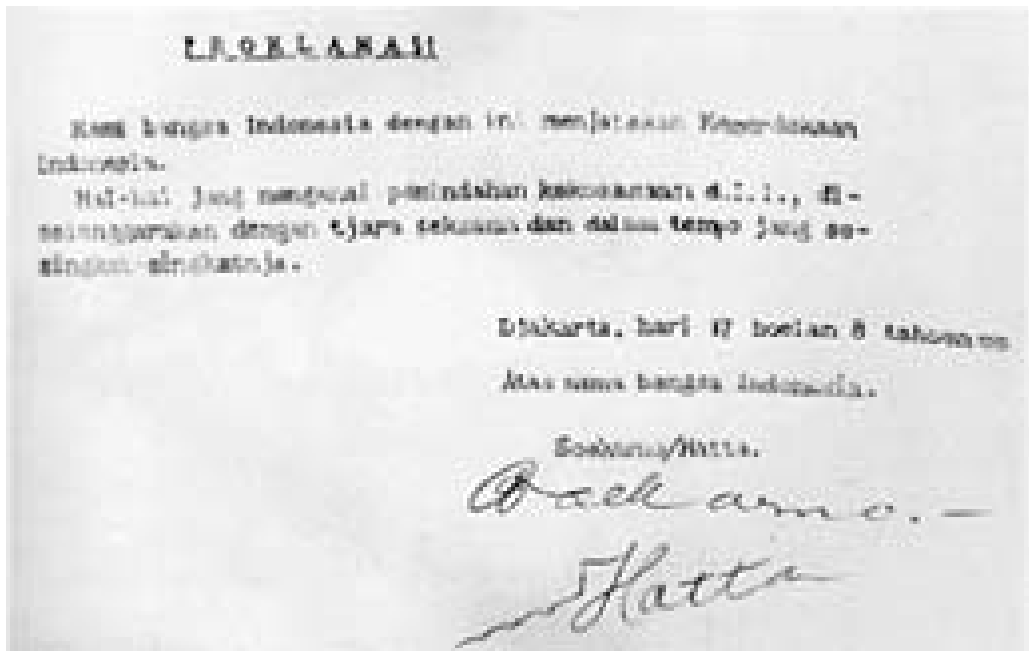 P R O K L A M A S I
Kami bangsa Indonesia dengan ini menjatakan Kemerdekaan
Indonesia.
Hal-hal jang mengenai pemindahan kekoeasaan d.l.l., di-
selenggarakan dengan tjara seksama dan dalam tempo jang se-
singkat-singkatnja.
Djakarta, hari 17 boelan 8 tahoen 05
Atas nama bangsa Indonesia.
Soekarno/Hatta.
Soekarno.—
Hatta